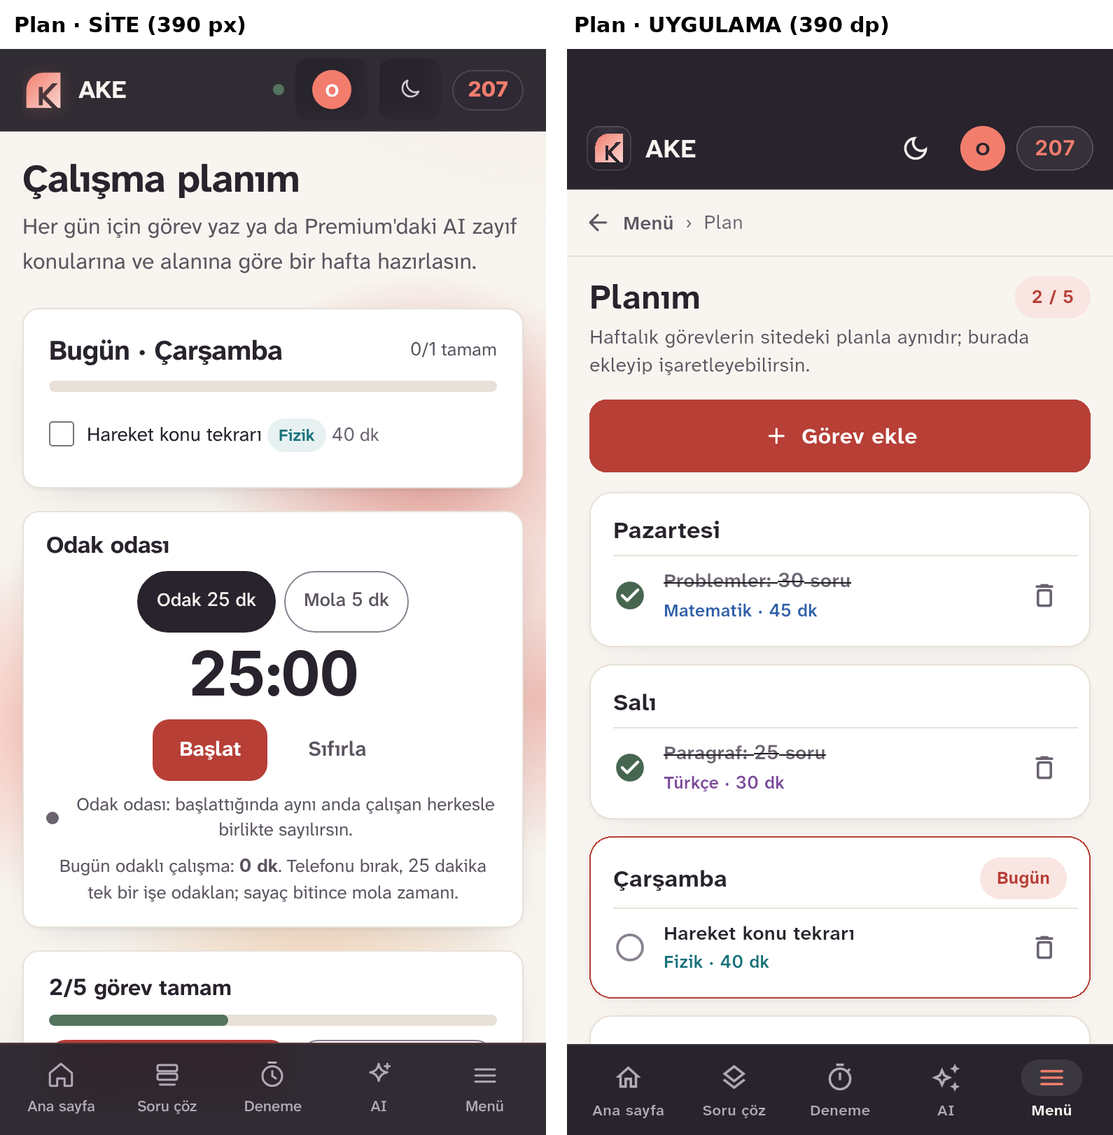 Plan · SİTE (390 px)
K AKE O 207
Çalışma planım
Her gün için görev yaz ya da Premium'daki AI zayıf
konularına ve alanına göre bir hafta hazırlasın.
Bugün · Çarşamba 0/1 tamam
Hareket konu tekrarı Fizik 40 dk
Odak odası
Odak 25 dk Mola 5 dk
25:00
Başlat Sıfırla
Odak odası: başlattığında aynı anda çalışan herkesle
birlikte sayılırsın.
Bugün odaklı çalışma: 0 dk. Telefonu bırak, 25 dakika
tek bir işe odaklan; sayaç bitince mola zamanı.
2/5 görev tamam
Ana sayfa Soru çöz Deneme AI Menü
Plan · UYGULAMA (390 dp)
K AKE O 207
Menü › Plan
Planım 2 / 5
Haftalık görevlerin sitedeki planla aynıdır; burada
ekleyip işaretleyebilirsin.
+ Görev ekle
Pazartesi
Problemler: 30 soru
Matematik · 45 dk
Salı
Paragraf: 25 soru
Türkçe · 30 dk
Çarşamba Bugün
Hareket konu tekrarı
Fizik · 40 dk
Ana sayfa Soru çöz Deneme AI Menü